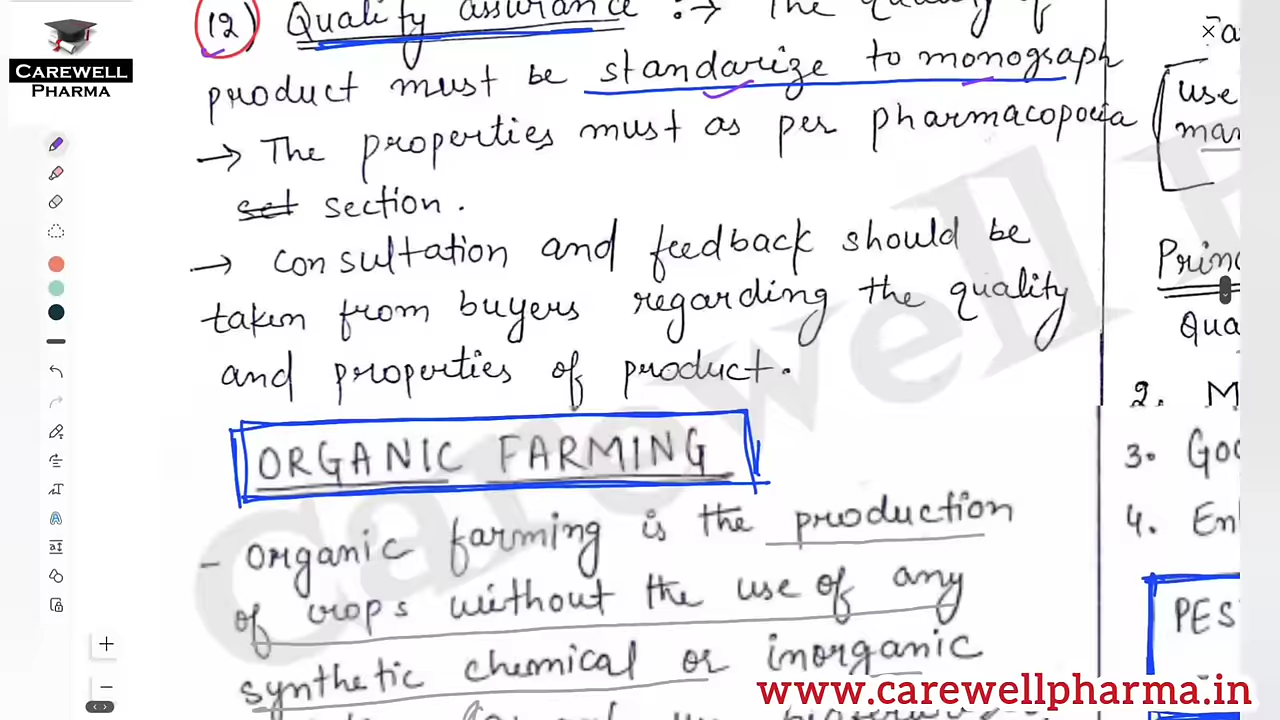 CAREWELL
PHARMA
12) Quality assurance :→ The quality of
product must be standarize to monograph
→ The properties must as per pharmacopoeia
set section.
→ Consultation and feedback should be
taken from buyers regarding the quality
and properties of product.
ORGANIC FARMING
- Organic farming is the production
of crops without the use of any
synthetic chemical or inorganic
use
Qua
2. M
3. Goo
4. En
PES
www.carewellpharma.in
Carewell P